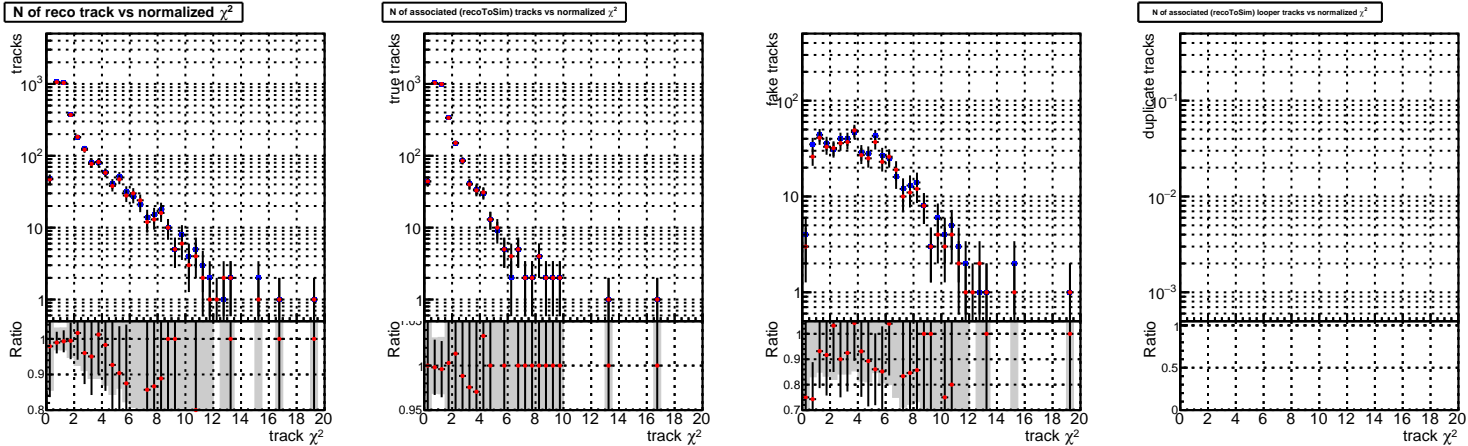 N of reco track vs normalized χ²
tracks
10³
10²
10
1
Ratio
1
0.9
0.8
0 2 4 6 8 10 12 14 16 18 20
track χ²
N of associated (recoToSim) tracks vs normalized χ²
true tracks
10³
10²
10
1
Ratio
1.05
1
0.95
0 2 4 6 8 10 12 14 16 18 20
track χ²
fake tracks
10²
10
1
Ratio
1
0.9
0.8
0.7
0 2 4 6 8 10 12 14 16 18 20
track χ²
N of associated (recoToSim) looper tracks vs normalized χ²
duplicate tracks
10⁻¹
10⁻²
10⁻³
Ratio
1
0.5
0
0 2 4 6 8 10 12 14 16 18 20
track χ²